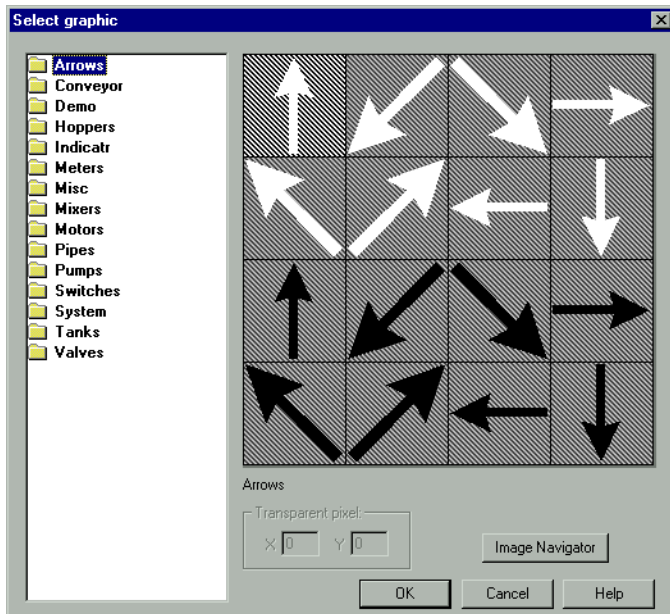 Select graphic
Arrows
Conveyor
Demo
Hoppers
Indicatr
Meters
Misc
Mixers
Motors
Pipes
Pumps
Switches
System
Tanks
Valves
Arrows
Transparent pixel:
X 0 Y 0
Image Navigator
OK Cancel Help